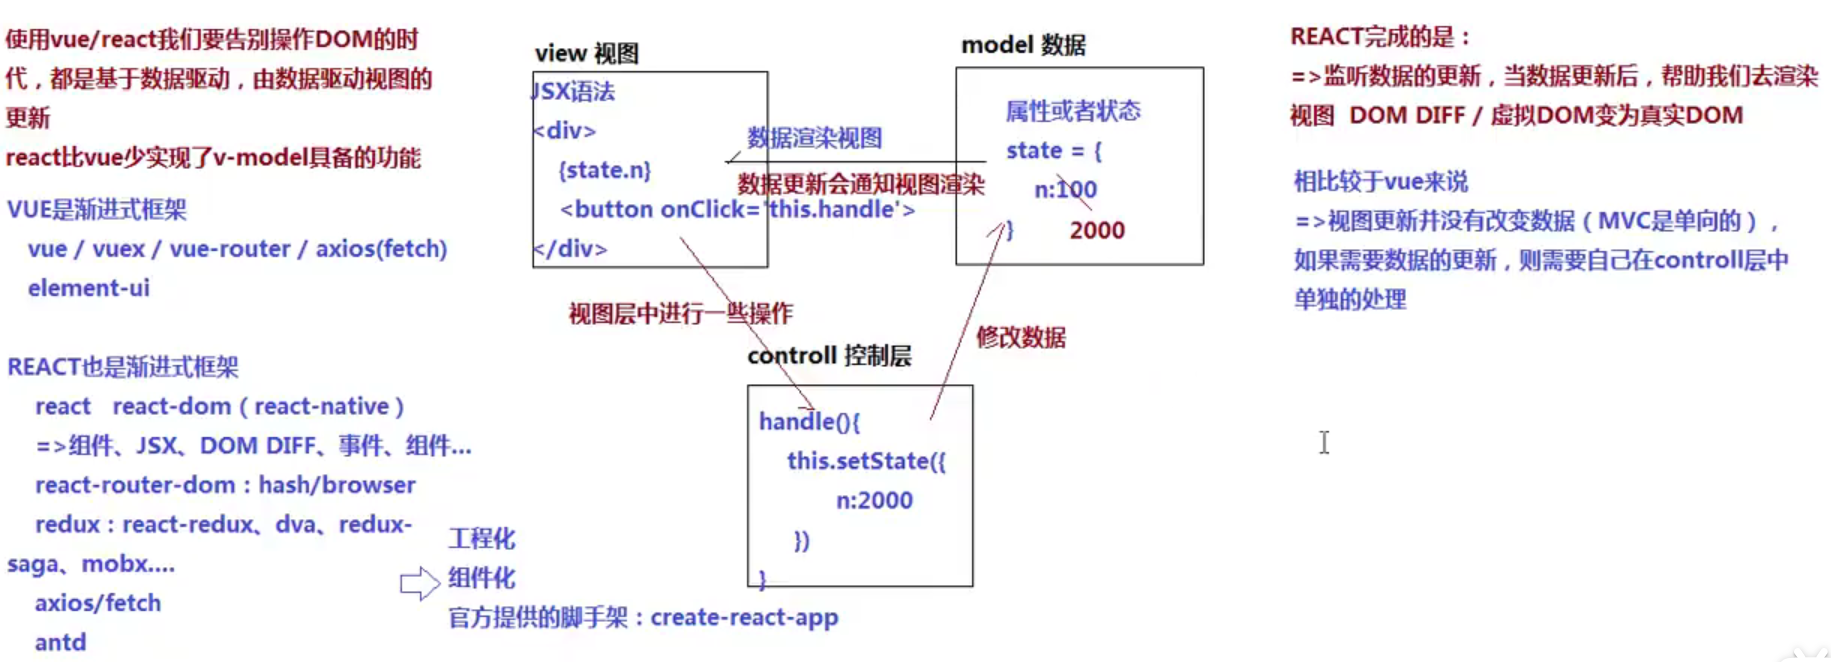 使用vue/react我们要告别操作DOM的时
代，都是基于数据驱动，由数据驱动视图的
更新
react比vue少实现了v-model具备的功能
VUE是渐进式框架
vue / vuex / vue-router / axios(fetch)
element-ui
REACT也是渐进式框架
react react-dom（react-native）
=>组件、JSX、DOM DIFF、事件、组件...
react-router-dom：hash/browser
redux：react-redux、dva、redux-
saga、mobx....
axios/fetch
antd
工程化
组件化
官方提供的脚手架：create-react-app
view 视图
JSX语法
<div>
{state.n}
<button onClick='this.handle'>
</div>
数据渲染视图
数据更新会通知视图渲染
model 数据
属性或者状态
state = {
n:100
} 2000
视图层中进行一些操作
修改数据
controll 控制层
handle(){
this.setState({
n:2000
})
}
REACT完成的是：
=>监听数据的更新，当数据更新后，帮助我们去渲染
视图 DOM DIFF / 虚拟DOM变为真实DOM
相比较于vue来说
=>视图更新并没有改变数据（MVC是单向的），
如果需要数据的更新，则需要自己在controll层中
单独的处理